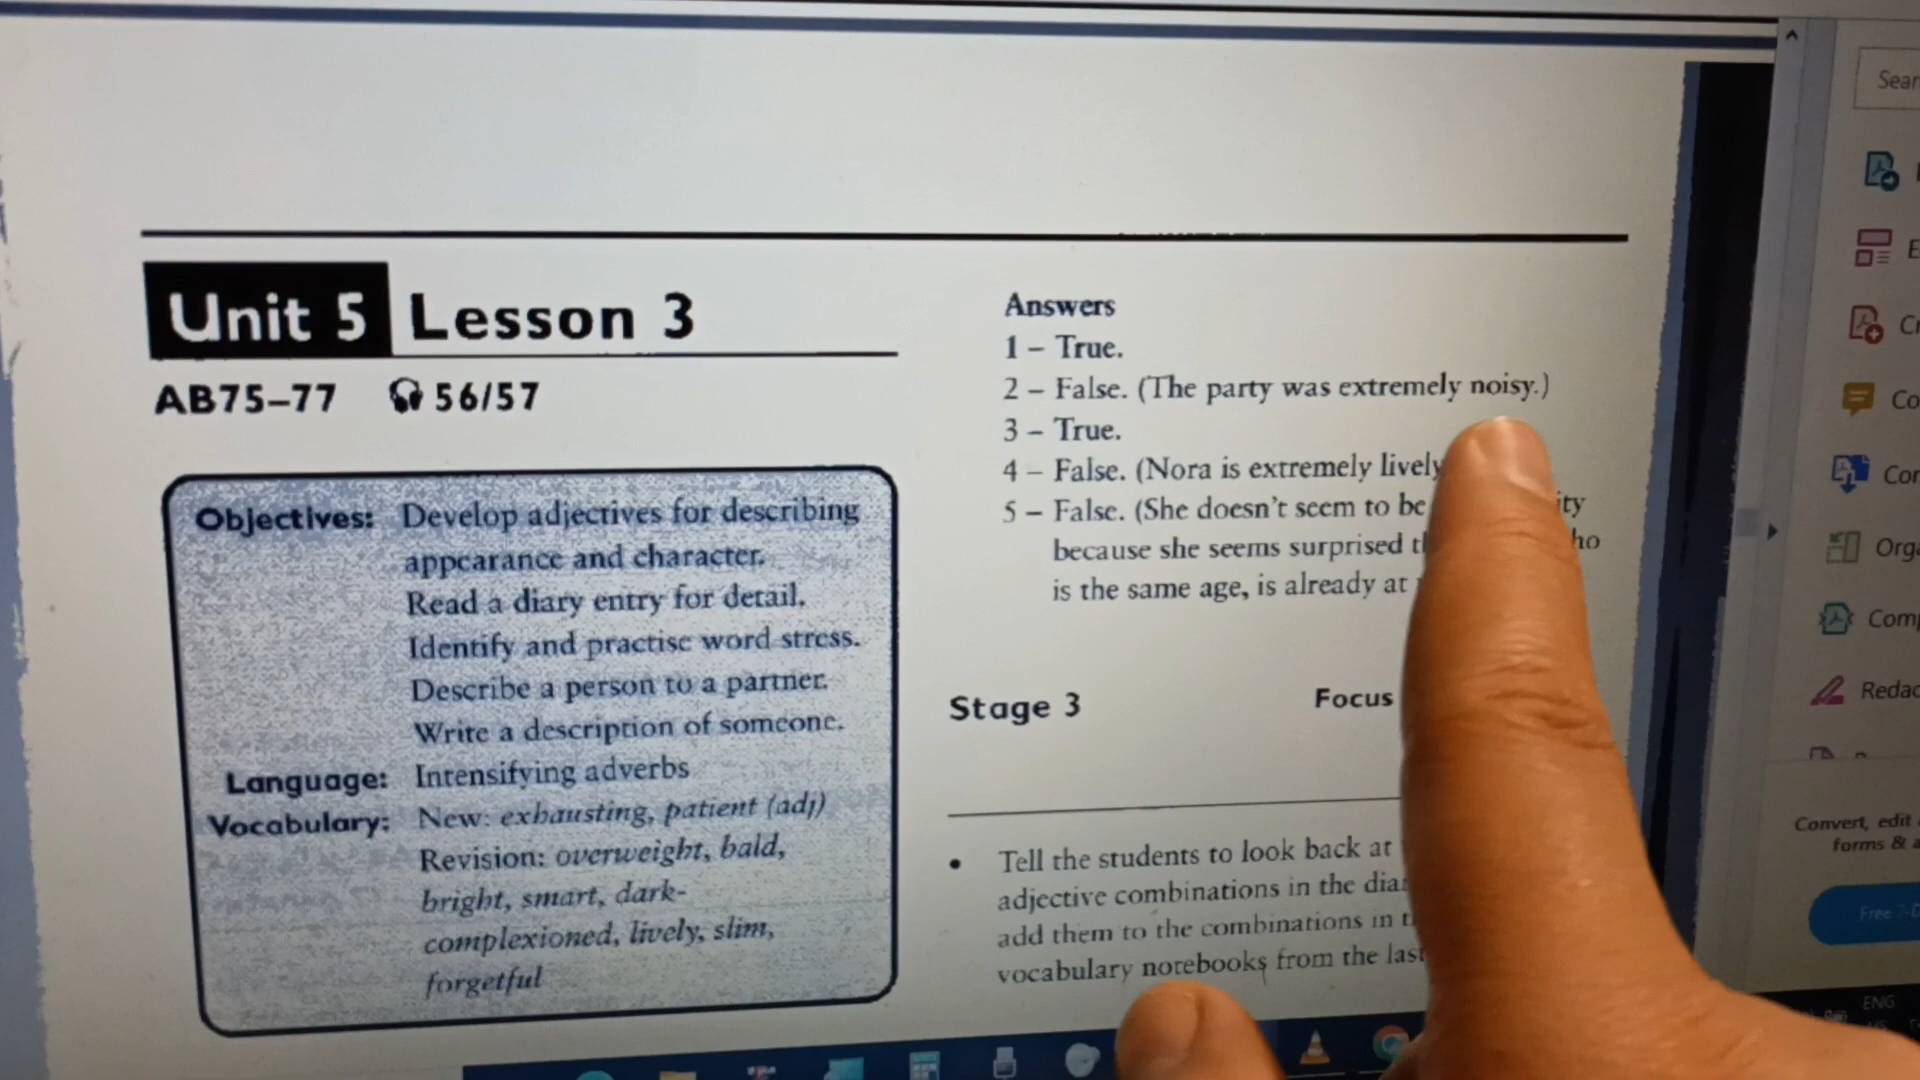 Unit 5 Lesson 3
AB75–77 56/57
Objectives: Develop adjectives for describing
appearance and character.
Read a diary entry for detail.
Identify and practise word stress.
Describe a person to a partner.
Write a description of someone.
Language: Intensifying adverbs
Vocabulary: New: exhausting, patient (adj)
Revision: overweight, bald,
bright, smart, dark-
complexioned, lively, slim,
forgetful
Answers
1 – True.
2 – False. (The party was extremely noisy.)
3 – True.
4 – False. (Nora is extremely lively
5 – False. (She doesn't seem to be
because she seems surprised
is the same age, is already at
Stage 3 Focus
• Tell the students to look back at
adjective combinations in the
add them to the combinations in
vocabulary notebooks from the
Convert, edit
forms &
ENG